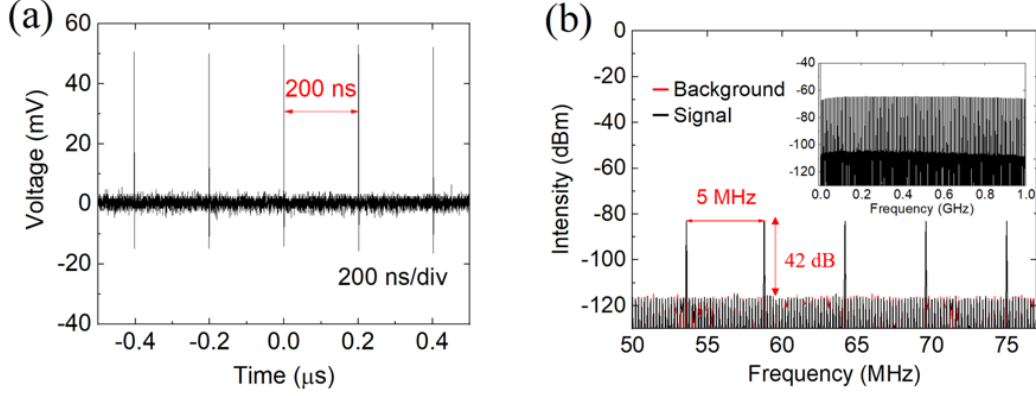 (a)
60
50
40
30
20
10
0
-20
-40
Voltage (mV)
200 ns
200 ns/div
-0.4
-0.2
0.0
0.2
0.4
Time (μs)
(b)
0
-20
-40
-60
-80
-100
-120
Intensity (dBm)
Background
Signal
5 MHz
42 dB
50
55
60
65
70
75
Frequency (MHz)
-40
-60
-80
-100
-120
0.0
0.2
0.4
0.6
0.8
1.0
Frequency (GHz)